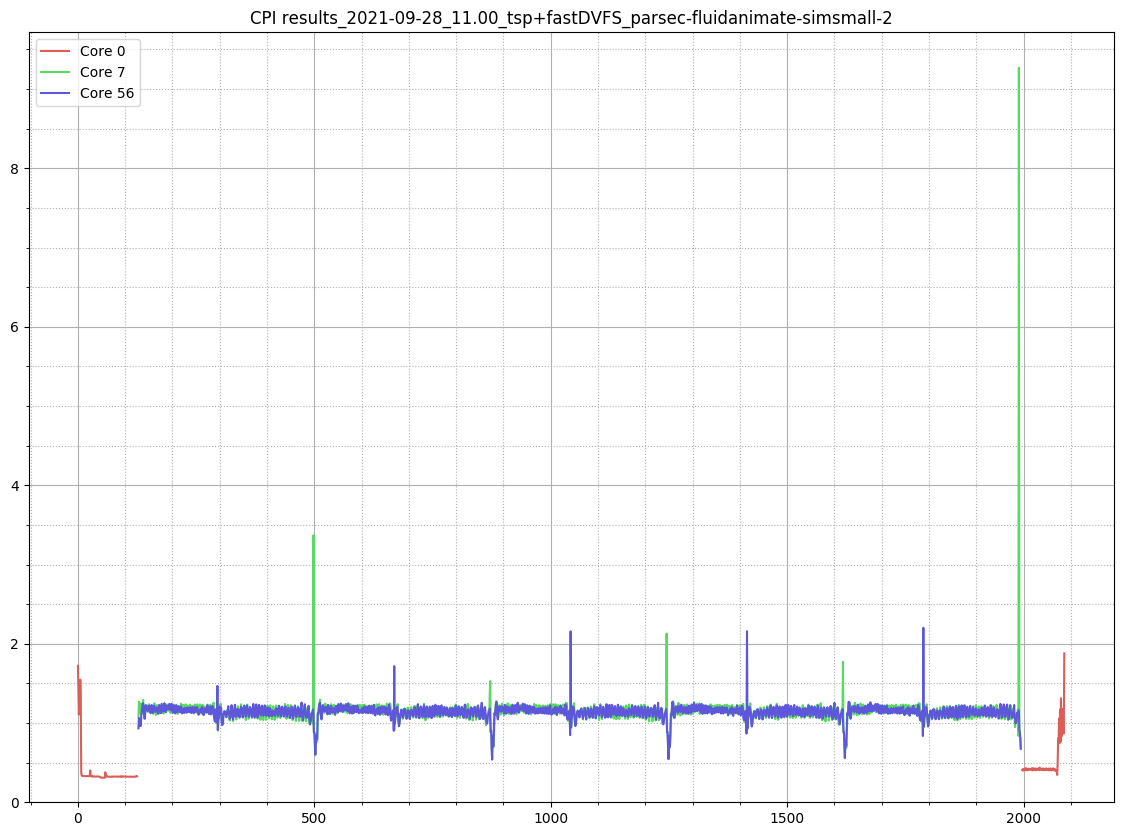 CPI results_2021-09-28_11.00_tsp+fastDVFS_parsec-fluidanimate-simsmall-2
Core 0
Core 7
Core 56
8
6
4
2
0
0
500
1000
1500
2000